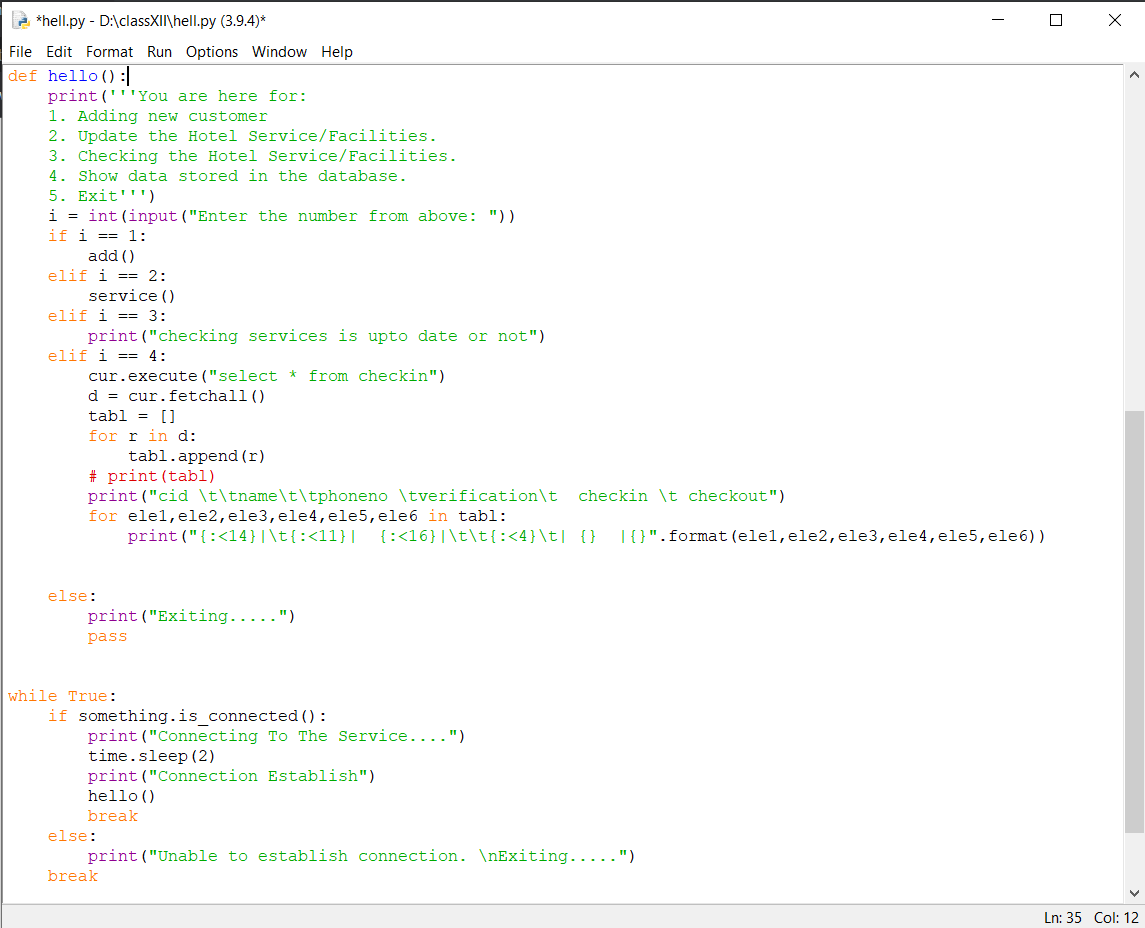 *hell.py - D:\classXII\hell.py (3.9.4)*
File Edit Format Run Options Window Help
def hello():
    print('''You are here for:
    1. Adding new customer
    2. Update the Hotel Service/Facilities.
    3. Checking the Hotel Service/Facilities.
    4. Show data stored in the database.
    5. Exit''')
    i = int(input("Enter the number from above: "))
    if i == 1:
        add()
    elif i == 2:
        service()
    elif i == 3:
        print("checking services is upto date or not")
    elif i == 4:
        cur.execute("select * from checkin")
        d = cur.fetchall()
        tabl = []
        for r in d:
            tabl.append(r)
        # print(tabl)
        print("cid \t\tname\t\tphoneno \tverification\t  checkin \t checkout")
        for ele1,ele2,ele3,ele4,ele5,ele6 in tabl:
            print("{:<14}|\t{:<11}|  {:<16}|\t\t{:<4}\t| {}  |{}".format(ele1,ele2,ele3,ele4,ele5,ele6))
    else:
        print("Exiting.....")
        pass
while True:
    if something.is_connected():
        print("Connecting To The Service....")
        time.sleep(2)
        print("Connection Establish")
        hello()
        break
    else:
        print("Unable to establish connection. \nExiting.....")
    break
Ln: 35 Col: 12